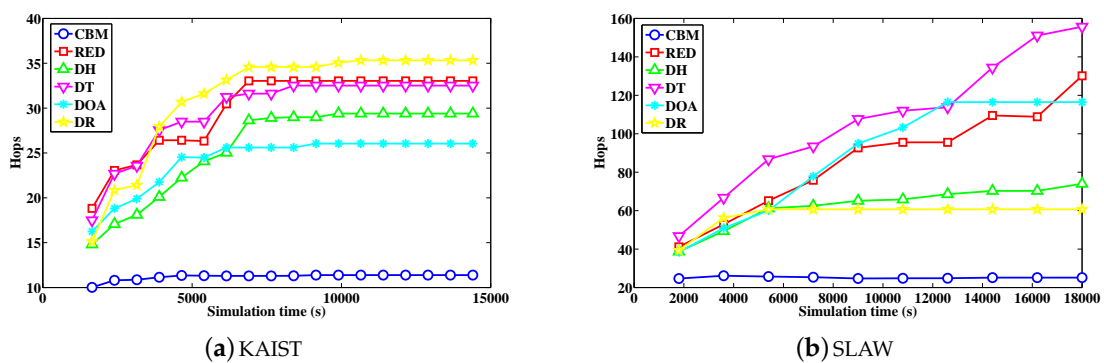 40
35
30
25
20
15
10
Hops
CBM
RED
DH
DT
DOA
DR
0
5000
10000
15000
Simulation time (s)
(a) KAIST
160
140
120
100
80
60
40
20
Hops
CBM
RED
DH
DT
DOA
DR
2000
4000
6000
8000
10000
12000
14000
16000
18000
Simulation time (s)
(b) SLAW